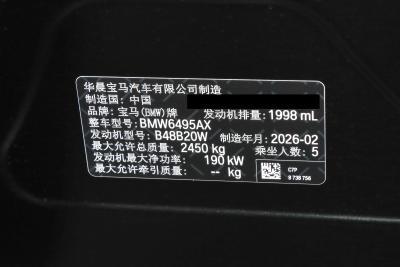 华晨宝马汽车有限公司制造
制造国：中国
品牌：宝马(BMW)牌 发动机排量：1998 mL
整车型号：BMW6495AX
发动机型号：B48B20W 制造年月：2026-02
最大允许总质量：2450 kg 乘坐人数：5
发动机最大净功率：190 kW
最大允许牵引质量：-- kg
C7P
9 738 756